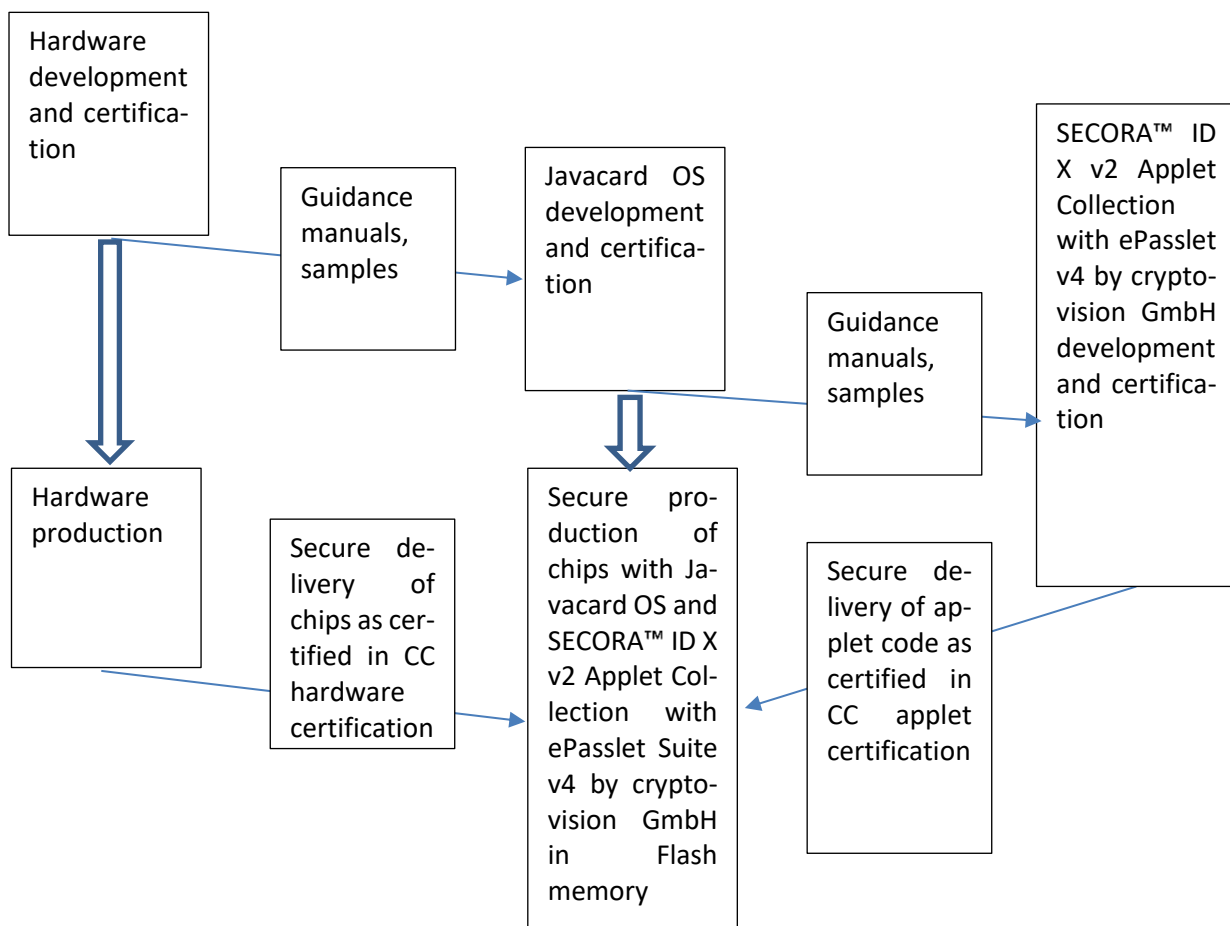 Hardware
development
and certifica-
tion
Guidance
manuals,
samples
Javacard OS
development
and certifica-
tion
Guidance
manuals,
samples
SECORA™ ID
X v2 Applet
Collection
with ePasslet
v4 by crypto-
vision GmbH
development
and certifica-
tion
Hardware
production
Secure de-
livery of
chips as cer-
tified in CC
hardware
certification
Secure pro-
duction of
chips with Ja-
vacard OS and
SECORA™ ID X
v2 Applet Col-
lection with
ePasslet Suite
v4 by crypto-
vision GmbH
in Flash
memory
Secure de-
livery of ap-
plet code as
certified in
CC applet
certification